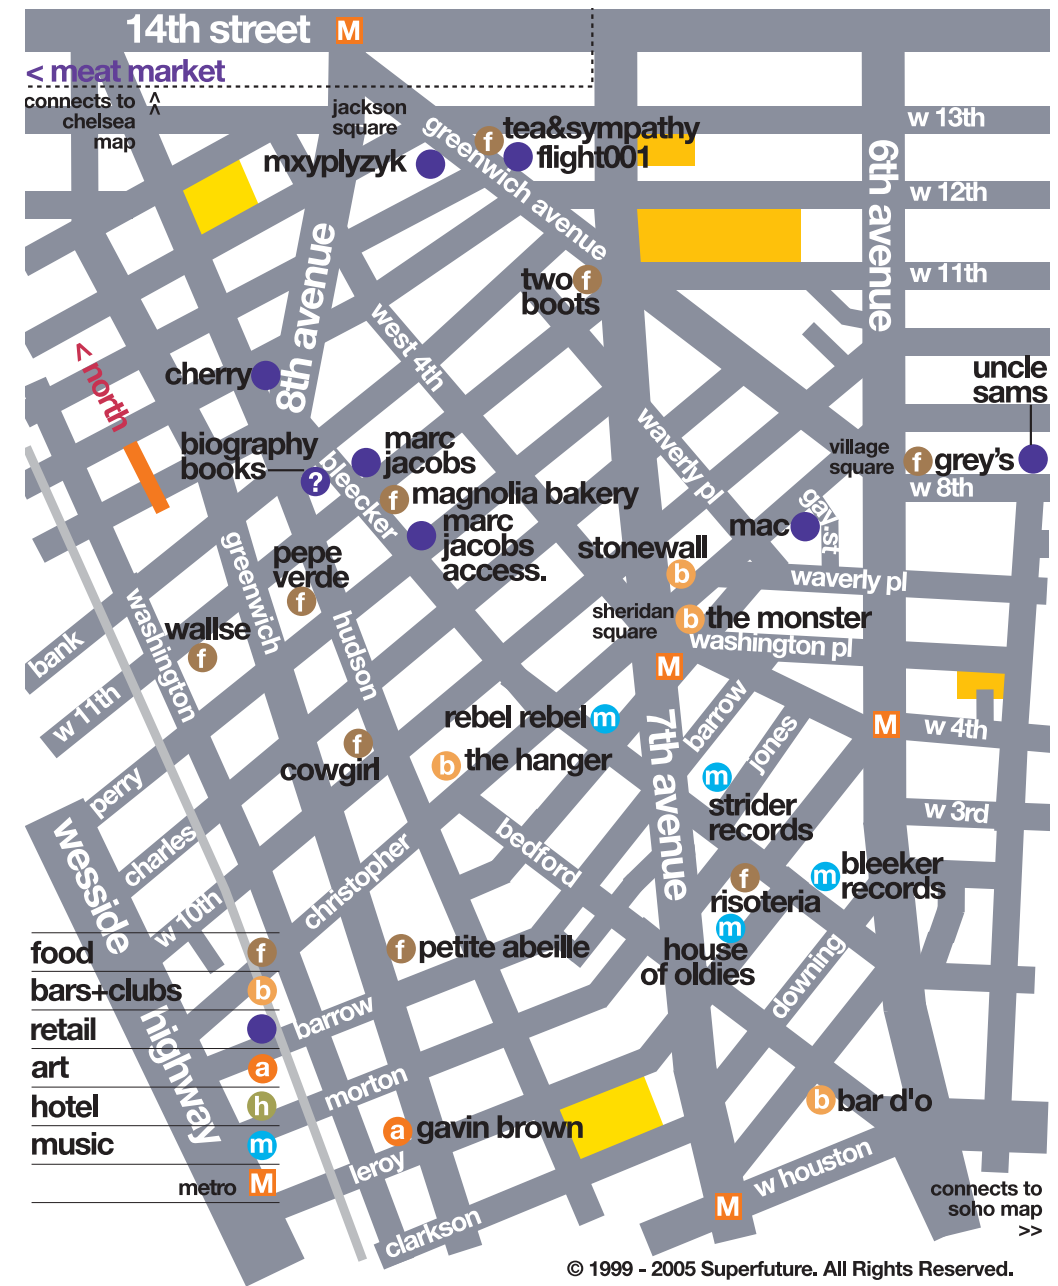 14th street M
< meat market
connects to
chelsea
map
<<
jackson
square
greenwich avenue
f
tea&sympathy
flight001
mxyplyzyk
w 13th
6th avenue
w 12th
w 11th
two
boots
f
8th avenue
west 4th
< north
cherry
uncle
sams
biography
books
?
marc
jacobs
bleecker
waverly pl
village
square
f
grey's
w 8th
f
magnolia bakery
marc
jacobs
access.
gay.st
mac
stonewall
b
waverly pl
pepe
verde
f
greenwich
washington
hudson
sheridan
square
b
the monster
washington pl
wallse
f
M
bank
w 11th
rebel rebel
m
7th avenue
barrow
jones
M
w 4th
f
cowgirl
b
the hanger
m
strider
records
perry
w 3rd
wesside
highway
charles
bedford
christopher
f
risoteria
m
bleeker
records
w 10th
m
house
of oldies
f
petite abeille
downing
food f
bars+clubs b
retail
art a
hotel h
music m
metro M
barrow
morton
b
bar d'o
a
gavin brown
leroy
w houston
clarkson
M
connects to
soho map
>>
© 1999 - 2005 Superfuture. All Rights Reserved.